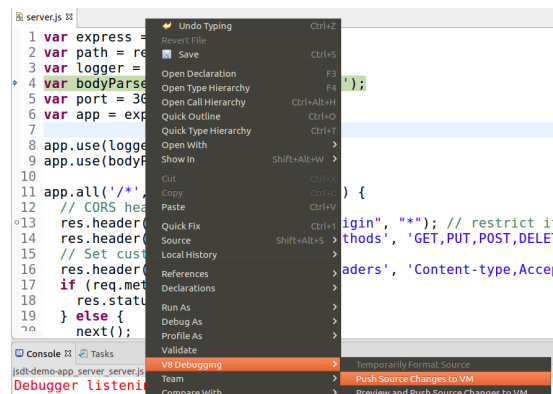 server.js
1 var express =
2 var path = re
3 var logger =
4 var bodyParse ');
5 var port = 30
6 var app = exp
7
8 app.use(logge
9 app.use(bodyP
10
11 app.all('/*', ) {
12 // CORS hea
13 res.header( igin", "*"); // restrict it
14 res.header( thods', 'GET,PUT,POST,DELET
15 // Set cust
16 res.header( aders', 'Content-type,Accep
17 if (req.met
18 res.statu
19 } else {
20 next();
Undo Typing Ctrl+Z
Revert File
Save Ctrl+S
Open Declaration F3
Open Type Hierarchy F4
Open Call Hierarchy Ctrl+Alt+H
Quick Outline Ctrl+O
Quick Type Hierarchy Ctrl+T
Open With
Show In Shift+Alt+W
Cut Ctrl+X
Copy Ctrl+C
Paste Ctrl+V
Quick Fix Ctrl+1
Source Shift+Alt+S
Local History
References
Declarations
Run As
Debug As
Profile As
Validate
V8 Debugging
Team
Compare With
Temporarily Format Source
Push Source Changes to VM
Preview and Push Source Changes to VM
Console Tasks
jsdt-demo-app_server_server.js
Debugger listenin